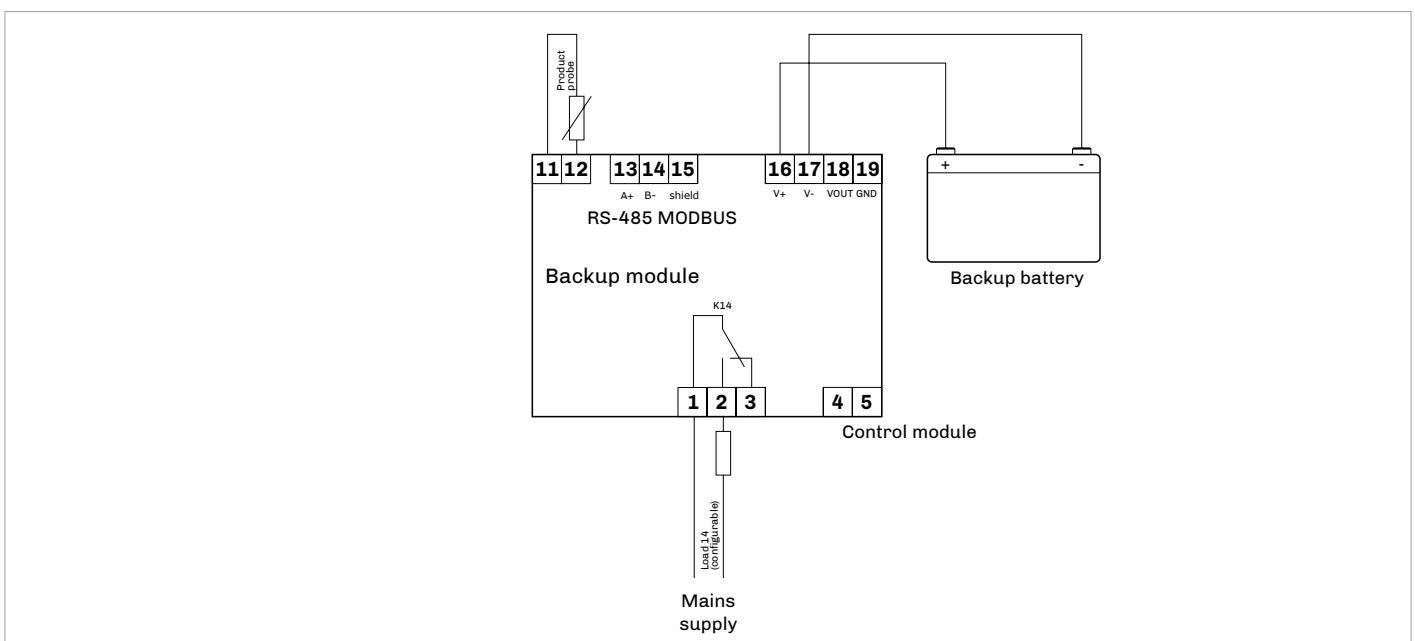 Product
probe
11 12 13 14 15 16 17 18 19
A+ B- shield V+ V- VOUT GND
+ -
RS-485 MODBUS
Backup module
Backup battery
K14
1 2 3 4 5
Control module
Load 14
(configurable)
Mains
supply